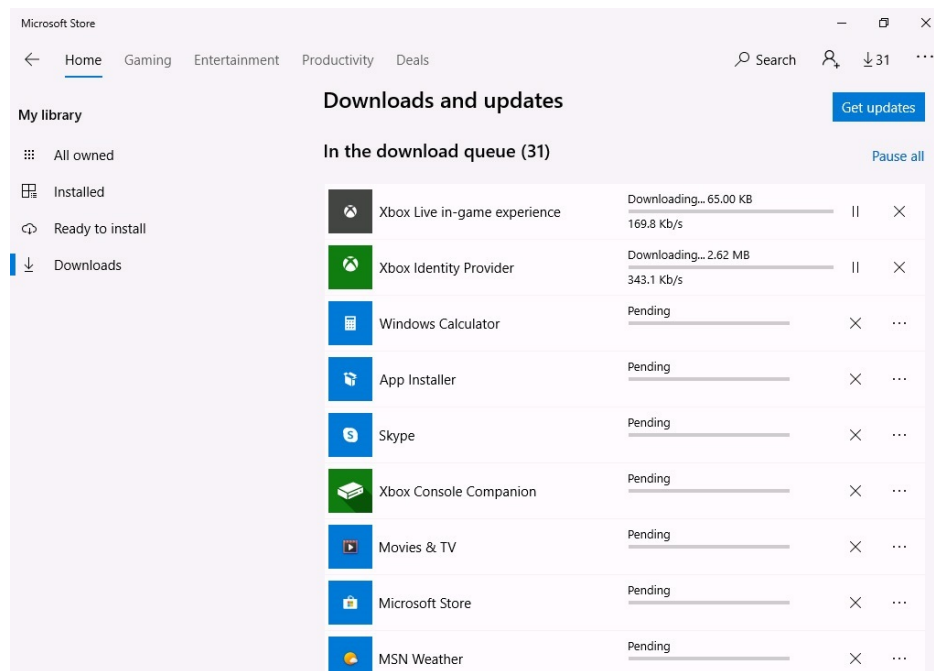 Microsoft Store
Home Gaming Entertainment Productivity Deals Search 31
My library
All owned
Installed
Ready to install
Downloads
Downloads and updates
Get updates
In the download queue (31)
Pause all
Xbox Live in-game experience
Downloading... 65.00 KB
169.8 Kb/s
Xbox Identity Provider
Downloading... 2.62 MB
343.1 Kb/s
Windows Calculator
Pending
App Installer
Pending
Skype
Pending
Xbox Console Companion
Pending
Movies & TV
Pending
Microsoft Store
Pending
MSN Weather
Pending